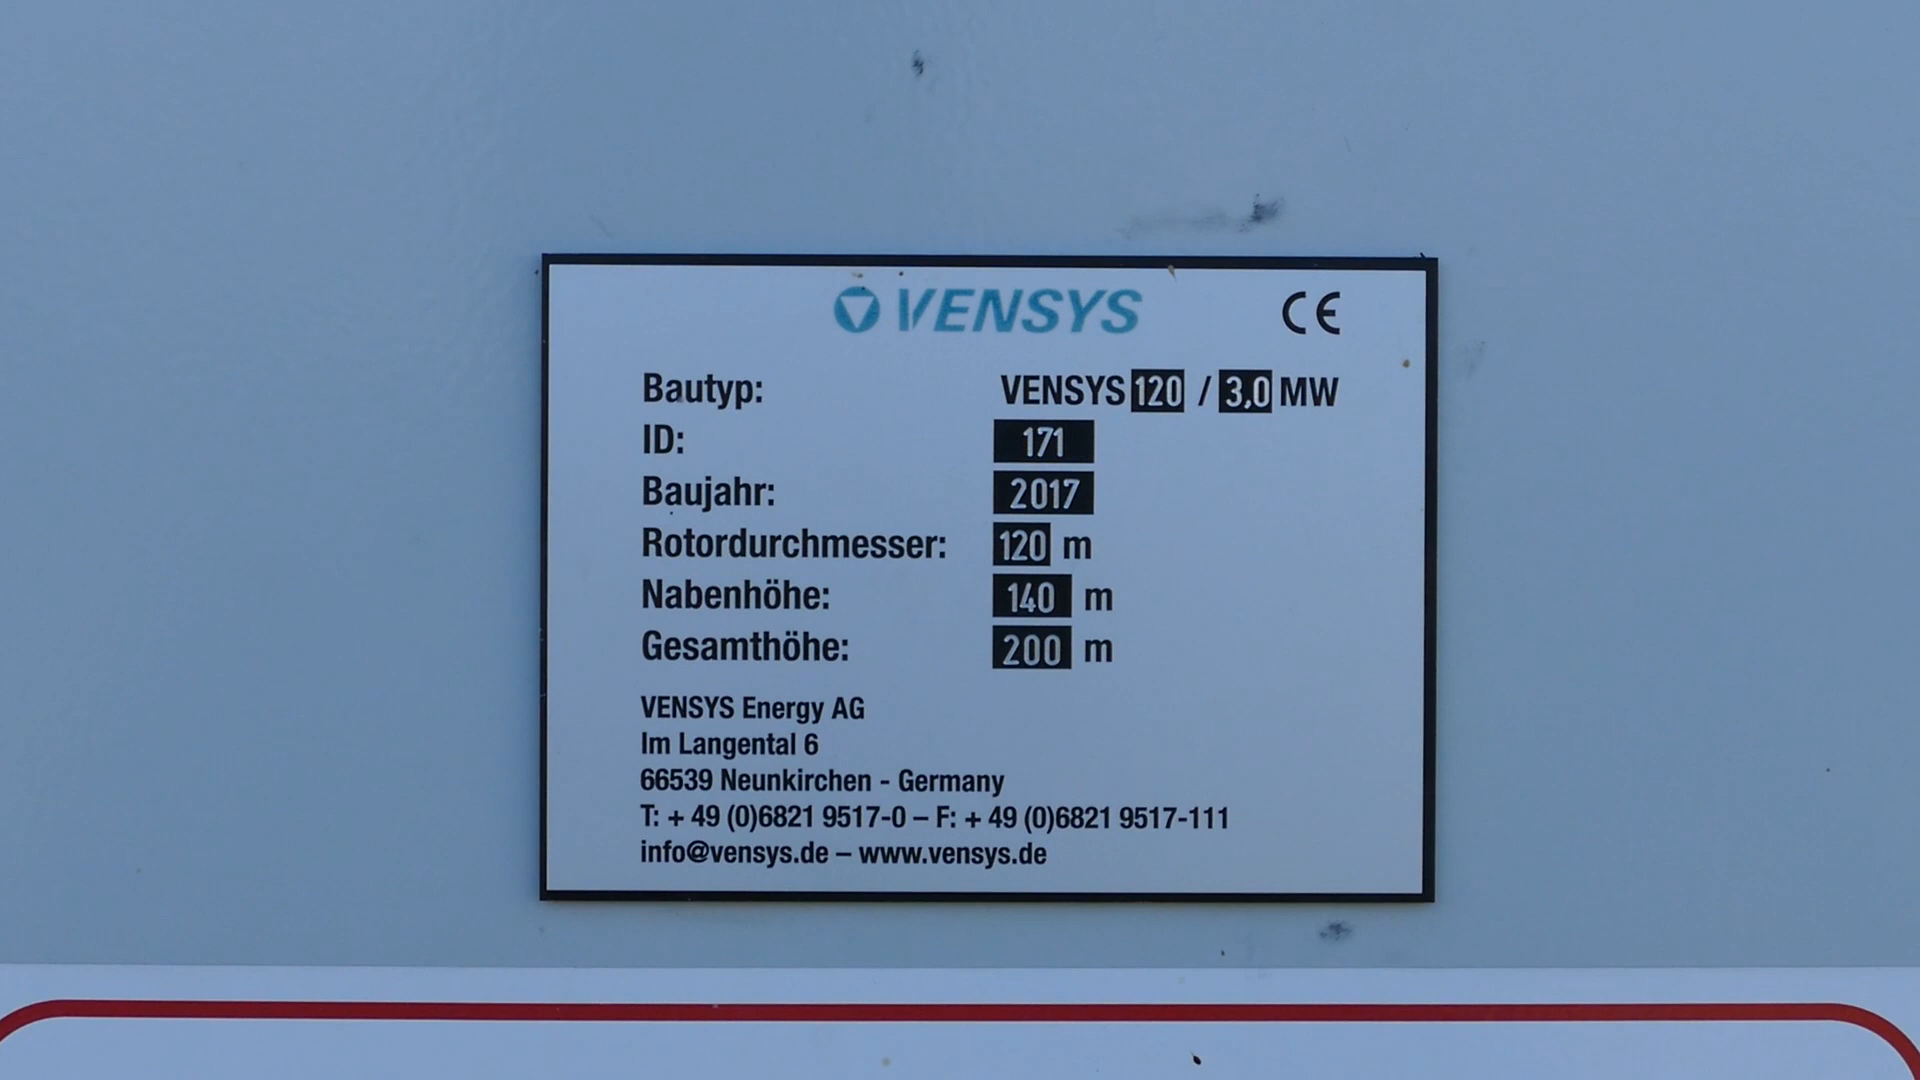 VENSYS CE
Bautyp: VENSYS 120 / 3,0 MW
ID: 171
Baujahr: 2017
Rotordurchmesser: 120 m
Nabenhöhe: 140 m
Gesamthöhe: 200 m
VENSYS Energy AG
Im Langental 6
66539 Neunkirchen - Germany
T: + 49 (0)6821 9517-0 – F: + 49 (0)6821 9517-111
info@vensys.de – www.vensys.de